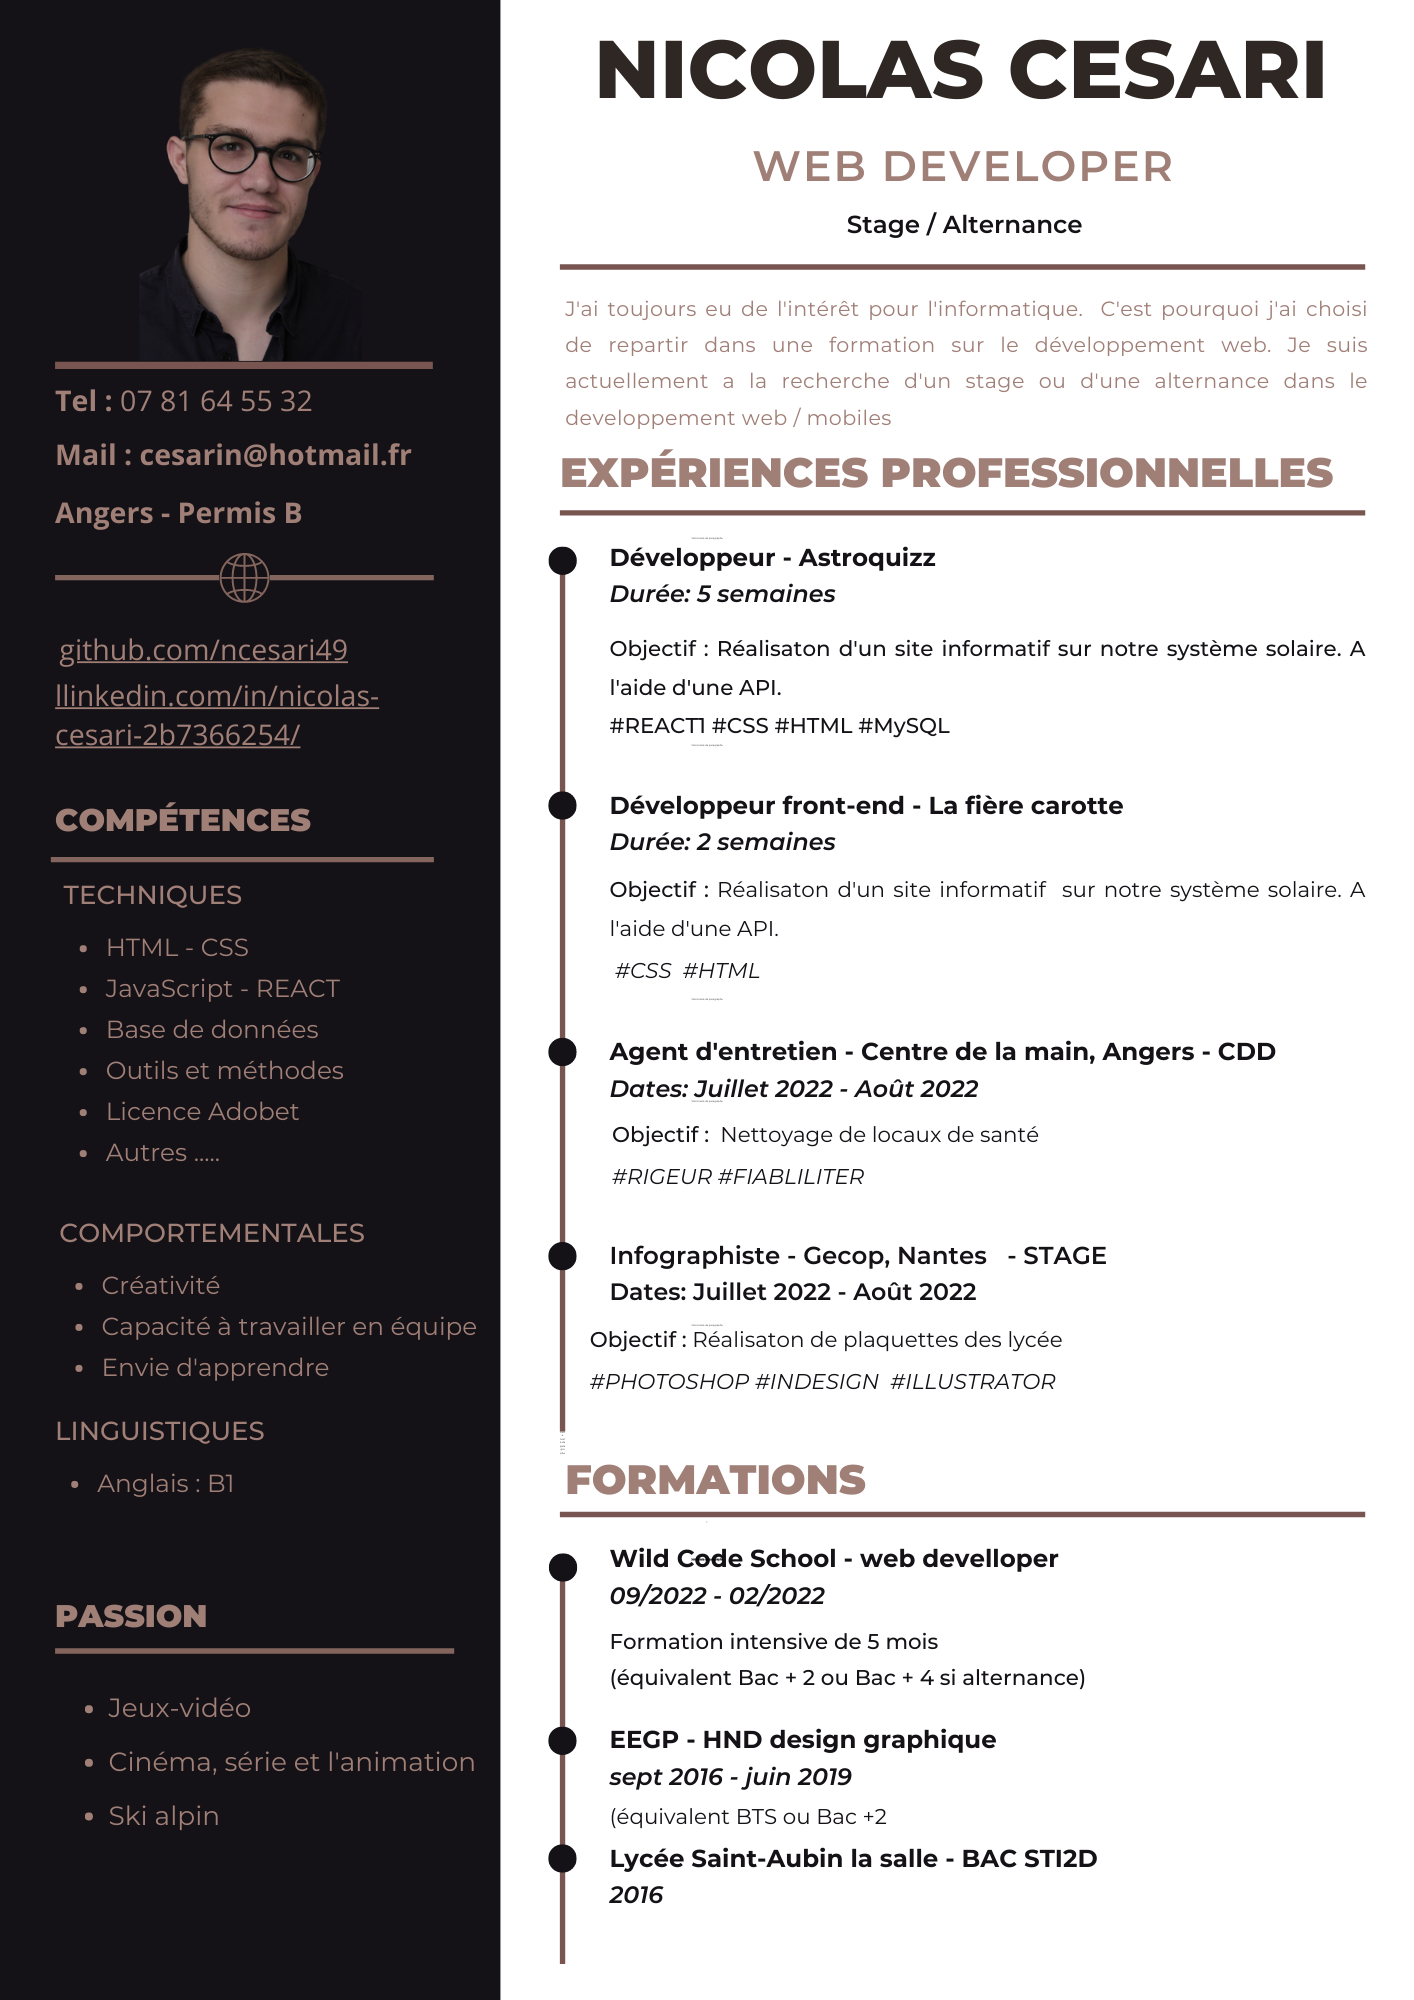 NICOLAS CESARI
WEB DEVELOPER
Stage / Alternance
J'ai toujours eu de l'intérêt pour l'informatique. C'est pourquoi j'ai choisi
de repartir dans une formation sur le développement web. Je suis
actuellement a la recherche d'un stage ou d'une alternance dans le
developpement web / mobiles
Tel : 07 81 64 55 32
Mail : cesarin@hotmail.fr
Angers - Permis B
github.com/ncesari49
llinkedin.com/in/nicolas-
cesari-2b7366254/
COMPÉTENCES
TECHNIQUES
• HTML - CSS
• JavaScript - REACT
• Base de données
• Outils et méthodes
• Licence Adobet
• Autres .....
COMPORTEMENTALES
• Créativité
• Capacité à travailler en équipe
• Envie d'apprendre
LINGUISTIQUES
• Anglais : B1
PASSION
• Jeux-vidéo
• Cinéma, série et l'animation
• Ski alpin
EXPÉRIENCES PROFESSIONNELLES
Développeur - Astroquizz
Durée: 5 semaines
Objectif : Réalisaton d'un site informatif sur notre système solaire. A
l'aide d'une API.
#REACT1 #CSS #HTML #MySQL
Développeur front-end - La fière carotte
Durée: 2 semaines
Objectif : Réalisaton d'un site informatif sur notre système solaire. A
l'aide d'une API.
#CSS #HTML
Agent d'entretien - Centre de la main, Angers - CDD
Dates: Juillet 2022 - Août 2022
Objectif : Nettoyage de locaux de santé
#RIGEUR #FIABLILITER
Infographiste - Gecop, Nantes - STAGE
Dates: Juillet 2022 - Août 2022
Objectif : Réalisaton de plaquettes des lycée
#PHOTOSHOP #INDESIGN #ILLUSTRATOR
FORMATIONS
Wild Code School - web develloper
09/2022 - 02/2022
Formation intensive de 5 mois
(équivalent Bac + 2 ou Bac + 4 si alternance)
EEGP - HND design graphique
sept 2016 - juin 2019
(équivalent BTS ou Bac +2
Lycée Saint-Aubin la salle - BAC STI2D
2016